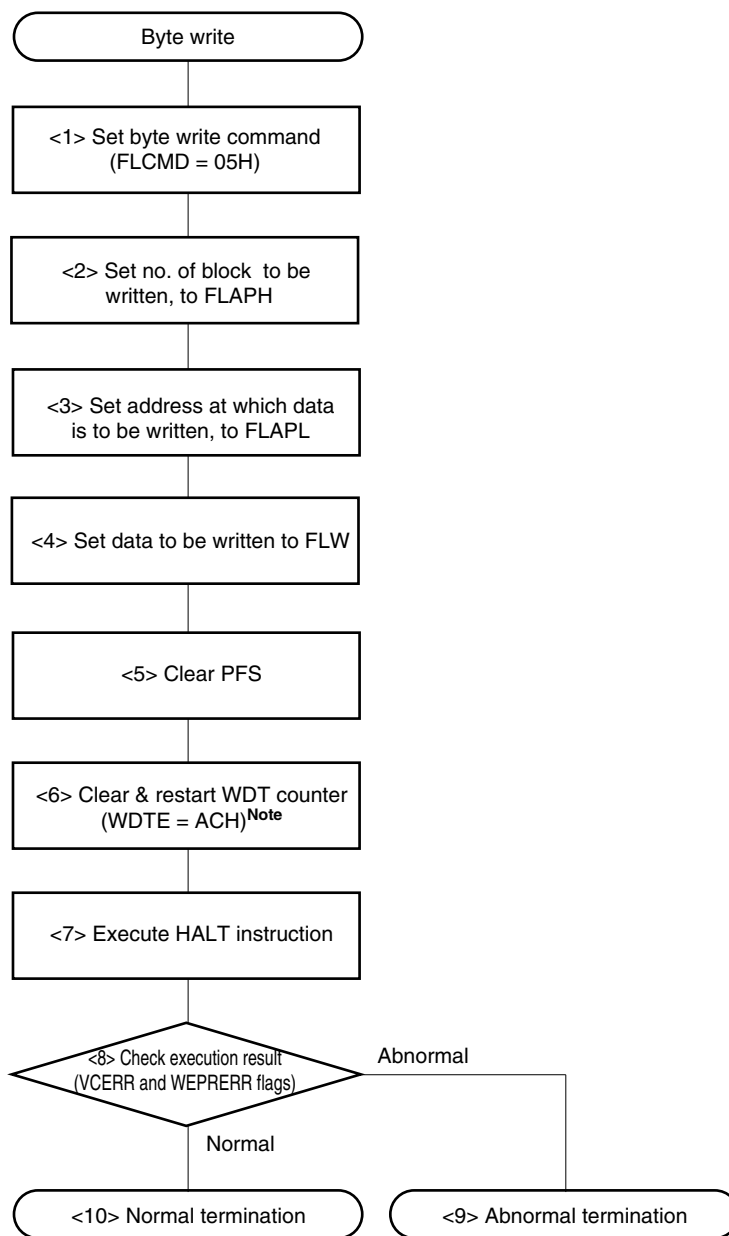 Byte write
<1> Set byte write command
(FLCMD = 05H)
<2> Set no. of block to be
written, to FLAPH
<3> Set address at which data
is to be written, to FLAPL
<4> Set data to be written to FLW
<5> Clear PFS
<6> Clear & restart WDT counter
(WDTE = ACH)Note
<7> Execute HALT instruction
<8> Check execution result
(VCERR and WEPRERR flags)
Abnormal
Normal
<10> Normal termination
<9> Abnormal termination